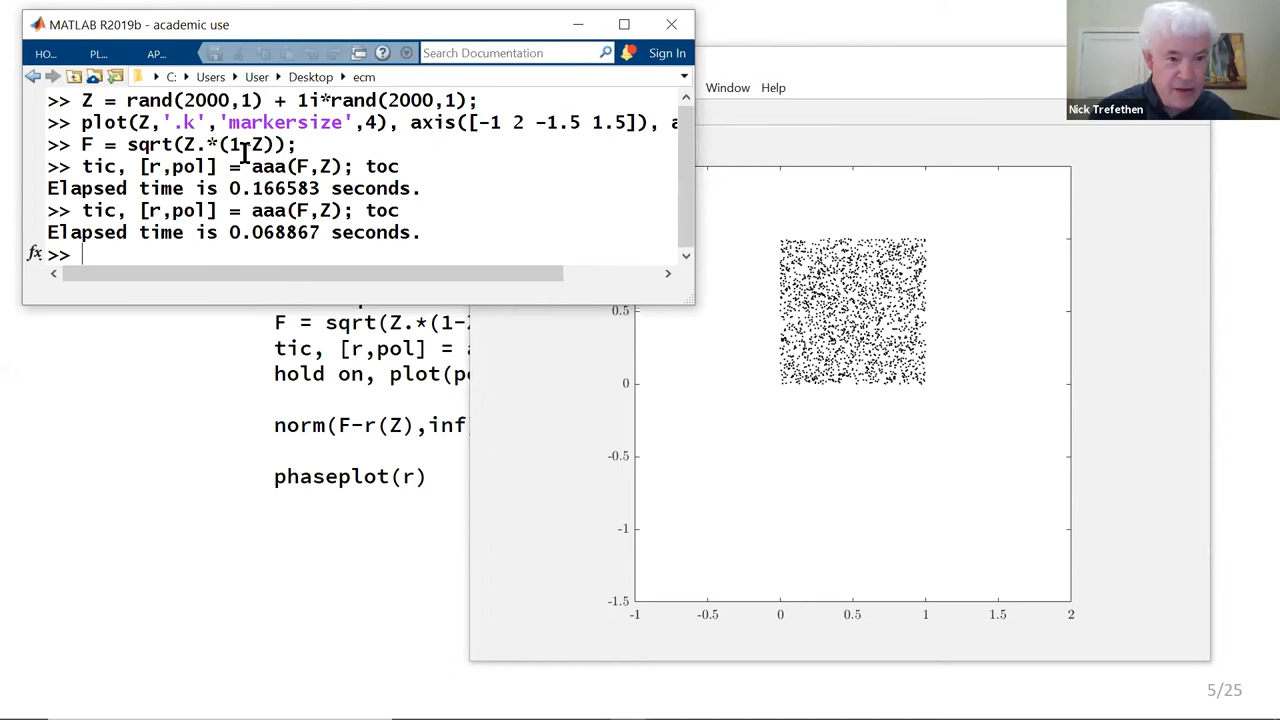 MATLAB R2019b - academic use
HO... PL... AP... Search Documentation Sign In
C: Users User Desktop ecm
>> Z = rand(2000,1) + 1i*rand(2000,1);
>> plot(Z,'.k','markersize',4), axis([-1 2 -1.5 1.5]), a
>> F = sqrt(Z.*(1-Z));
>> tic, [r,pol] = aaa(F,Z); toc
Elapsed time is 0.166583 seconds.
>> tic, [r,pol] = aaa(F,Z); toc
Elapsed time is 0.068867 seconds.
fx >>
F = sqrt(Z.*(1-Z
tic, [r,pol] = a
hold on, plot(po
norm(F-r(Z),inf
phaseplot(r)
Window Help
Nick Trefethen
0.5
0
-0.5
-1
-1.5
-1 -0.5 0 0.5 1 1.5 2
5/25